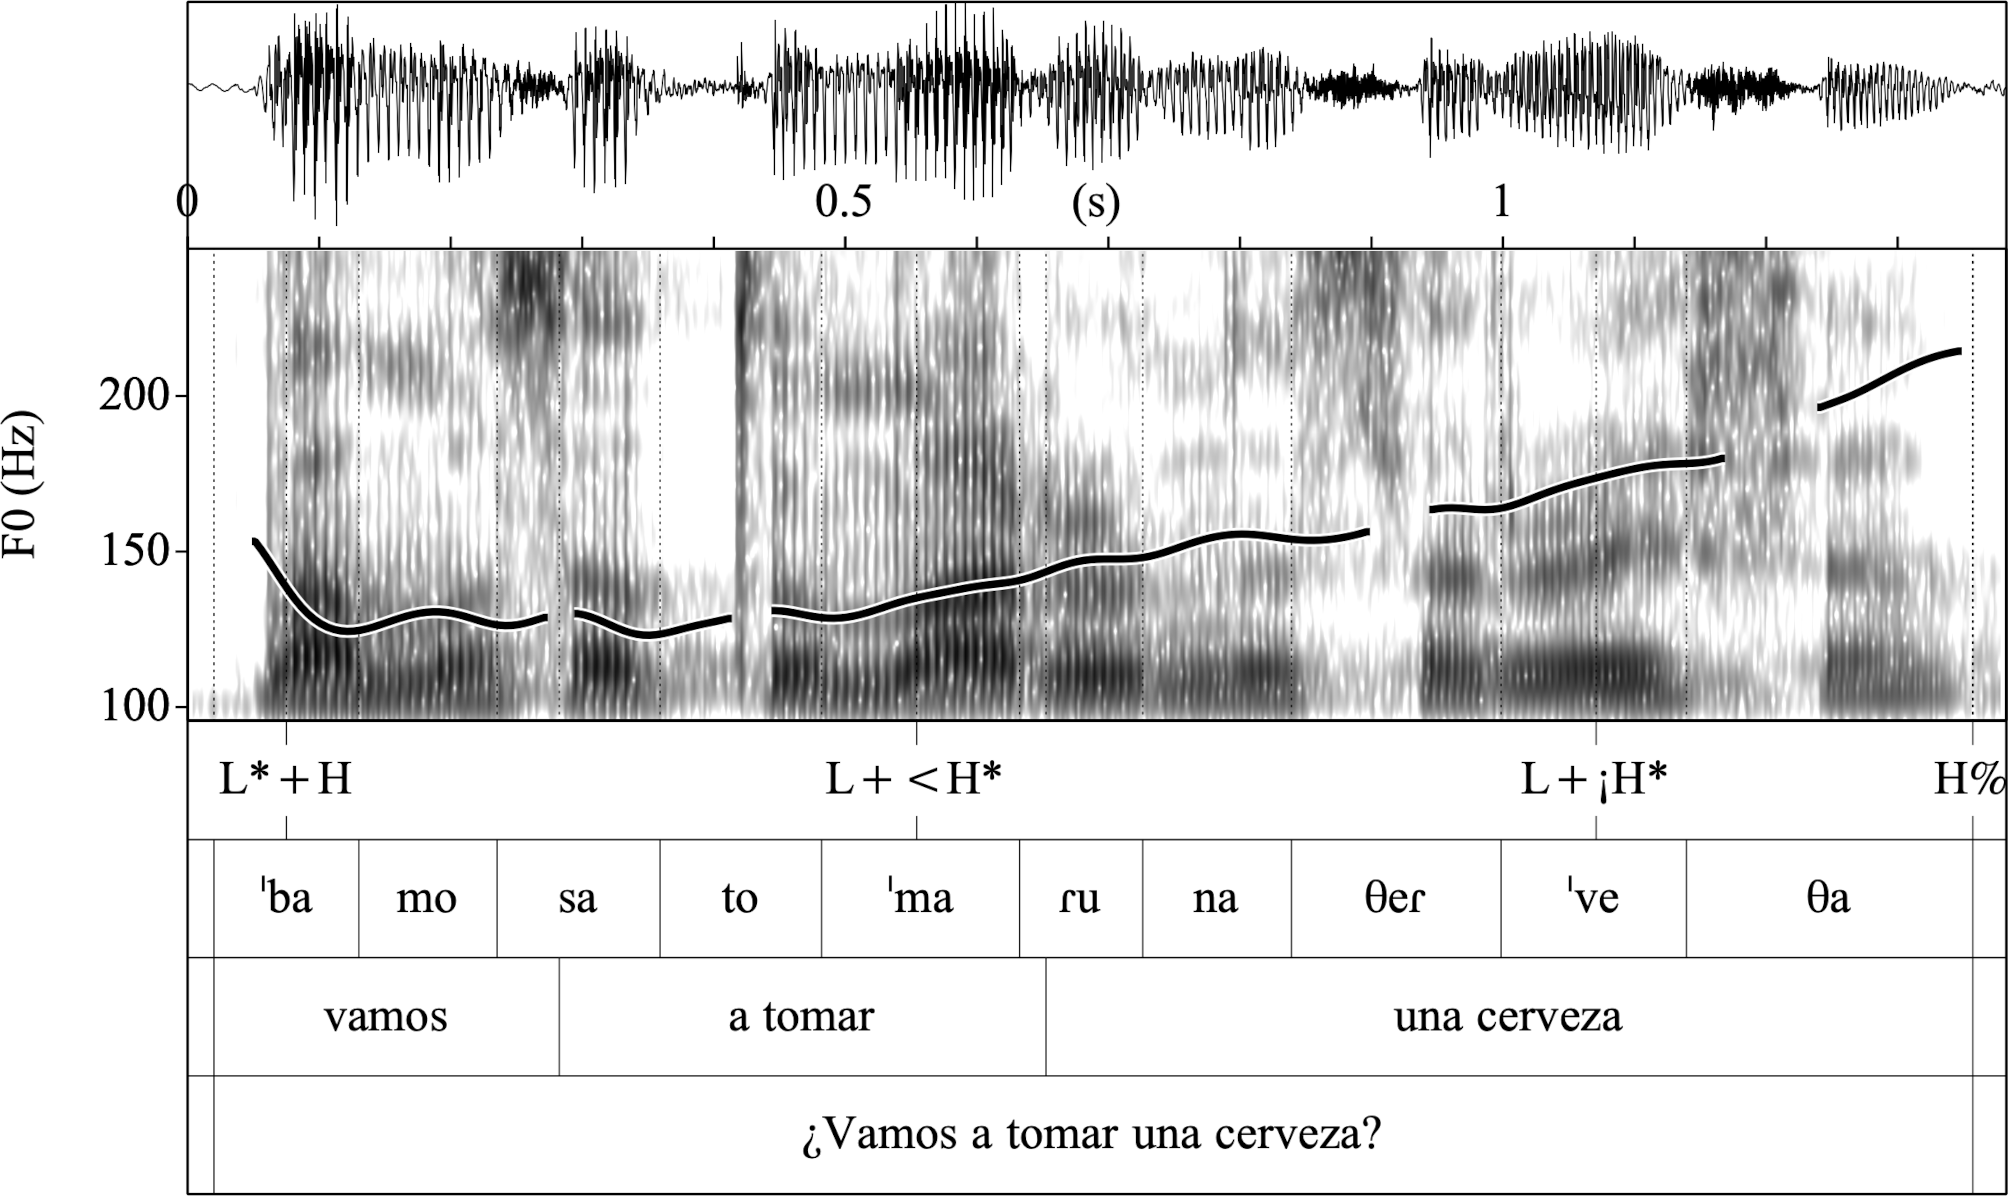 0 0.5 (s) 1
F0 (Hz)
200
150
100
L* + H L + < H* L + ¡H* H%
ˈba mo sa to ˈma ɾu na θeɾ ˈve θa
vamos a tomar una cerveza
¿Vamos a tomar una cerveza?